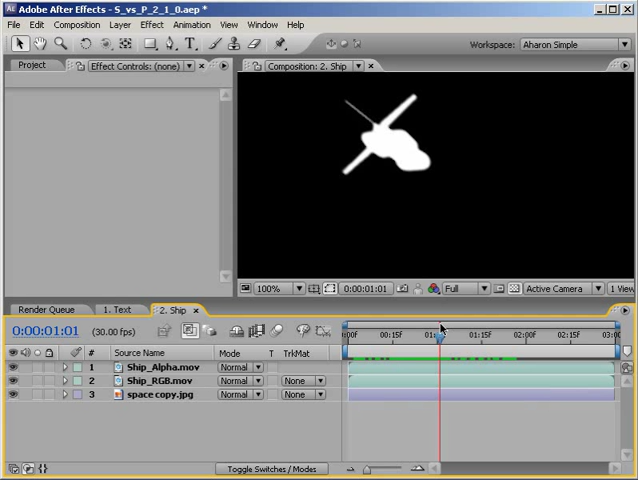 Adobe After Effects - S_vs_P_2_1_0.aep *
File Edit Composition Layer Effect Animation View Window Help
Workspace: Aharon Simple
Project Effect Controls: (none) Composition: 2. Ship
100% 0:00:01:01 Full Active Camera 1 View
Render Queue 1. Text 2. Ship
0:00:01:01 (30.00 fps) :00F 00:15F 01:15F 02:00F 02:15F 03:00
# Source Name Mode T TrkMat
1 Ship_Alpha.mov Normal
2 Ship_RGB.mov Normal None
3 space copy.jpg Normal None
Toggle Switches / Modes